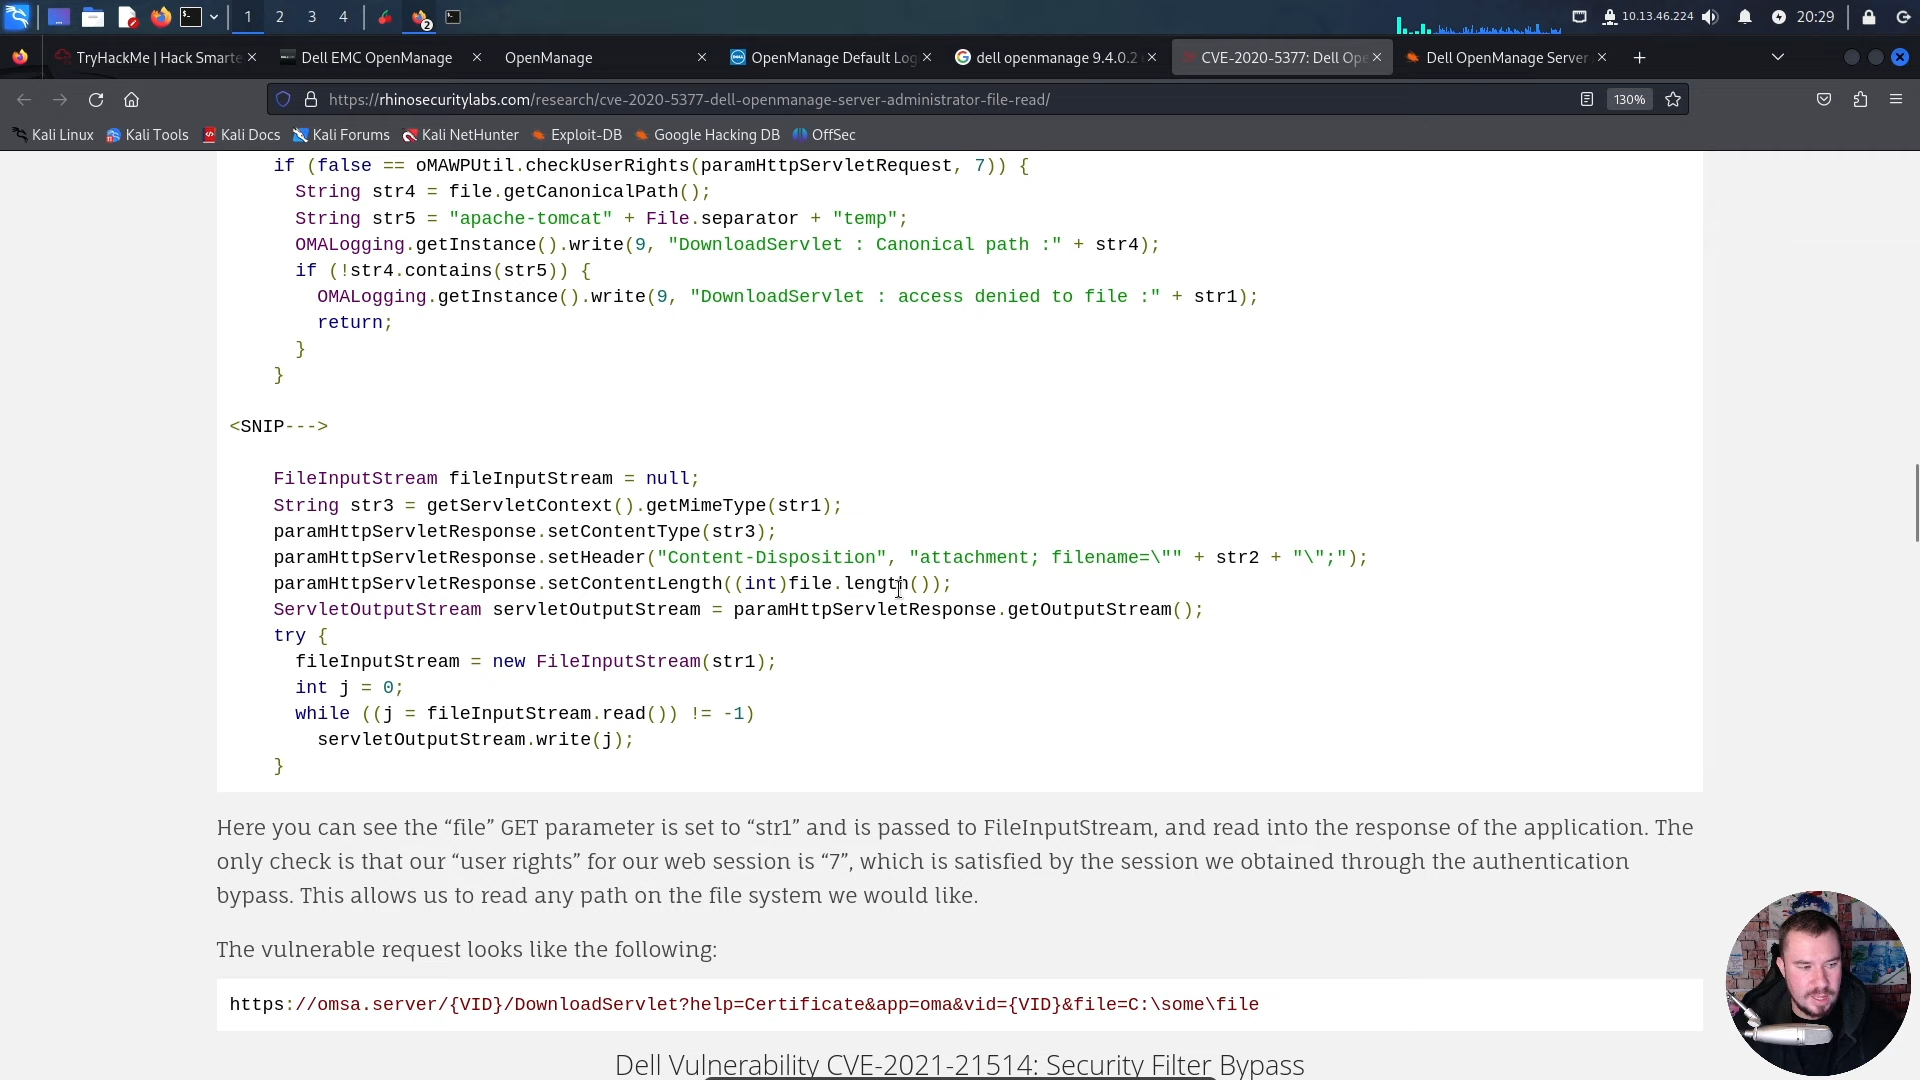 1 2 3 4 2 10.13.46.224 20:29
TryHackMe | Hack Smarte
Dell EMC OpenManage
OpenManage
OpenManage Default Log
dell openmanage 9.4.0.2
CVE-2020-5377: Dell Ope
Dell OpenManage Server
https://rhinosecuritylabs.com/research/cve-2020-5377-dell-openmanage-server-administrator-file-read/ 130%
Kali Linux Kali Tools Kali Docs Kali Forums Kali NetHunter Exploit-DB Google Hacking DB OffSec
if (false == oMAWPUtil.checkUserRights(paramHttpServletRequest, 7)) {
String str4 = file.getCanonicalPath();
String str5 = "apache-tomcat" + File.separator + "temp";
OMALogging.getInstance().write(9, "DownloadServlet : Canonical path :" + str4);
if (!str4.contains(str5)) {
OMALogging.getInstance().write(9, "DownloadServlet : access denied to file :" + str1);
return;
}
}
<SNIP--->
FileInputStream fileInputStream = null;
String str3 = getServletContext().getMimeType(str1);
paramHttpServletResponse.setContentType(str3);
paramHttpServletResponse.setHeader("Content-Disposition", "attachment; filename=\"" + str2 + "\";");
paramHttpServletResponse.setContentLength((int)file.length());
ServletOutputStream servletOutputStream = paramHttpServletResponse.getOutputStream();
try {
fileInputStream = new FileInputStream(str1);
int j = 0;
while ((j = fileInputStream.read()) != -1)
servletOutputStream.write(j);
}
Here you can see the “file” GET parameter is set to “str1” and is passed to FileInputStream, and read into the response of the application. The
only check is that our “user rights” for our web session is “7”, which is satisfied by the session we obtained through the authentication
bypass. This allows us to read any path on the file system we would like.
The vulnerable request looks like the following:
https://omsa.server/{VID}/DownloadServlet?help=Certificate&app=oma&vid={VID}&file=C:\some\file
Dell Vulnerability CVE-2021-21514: Security Filter Bypass